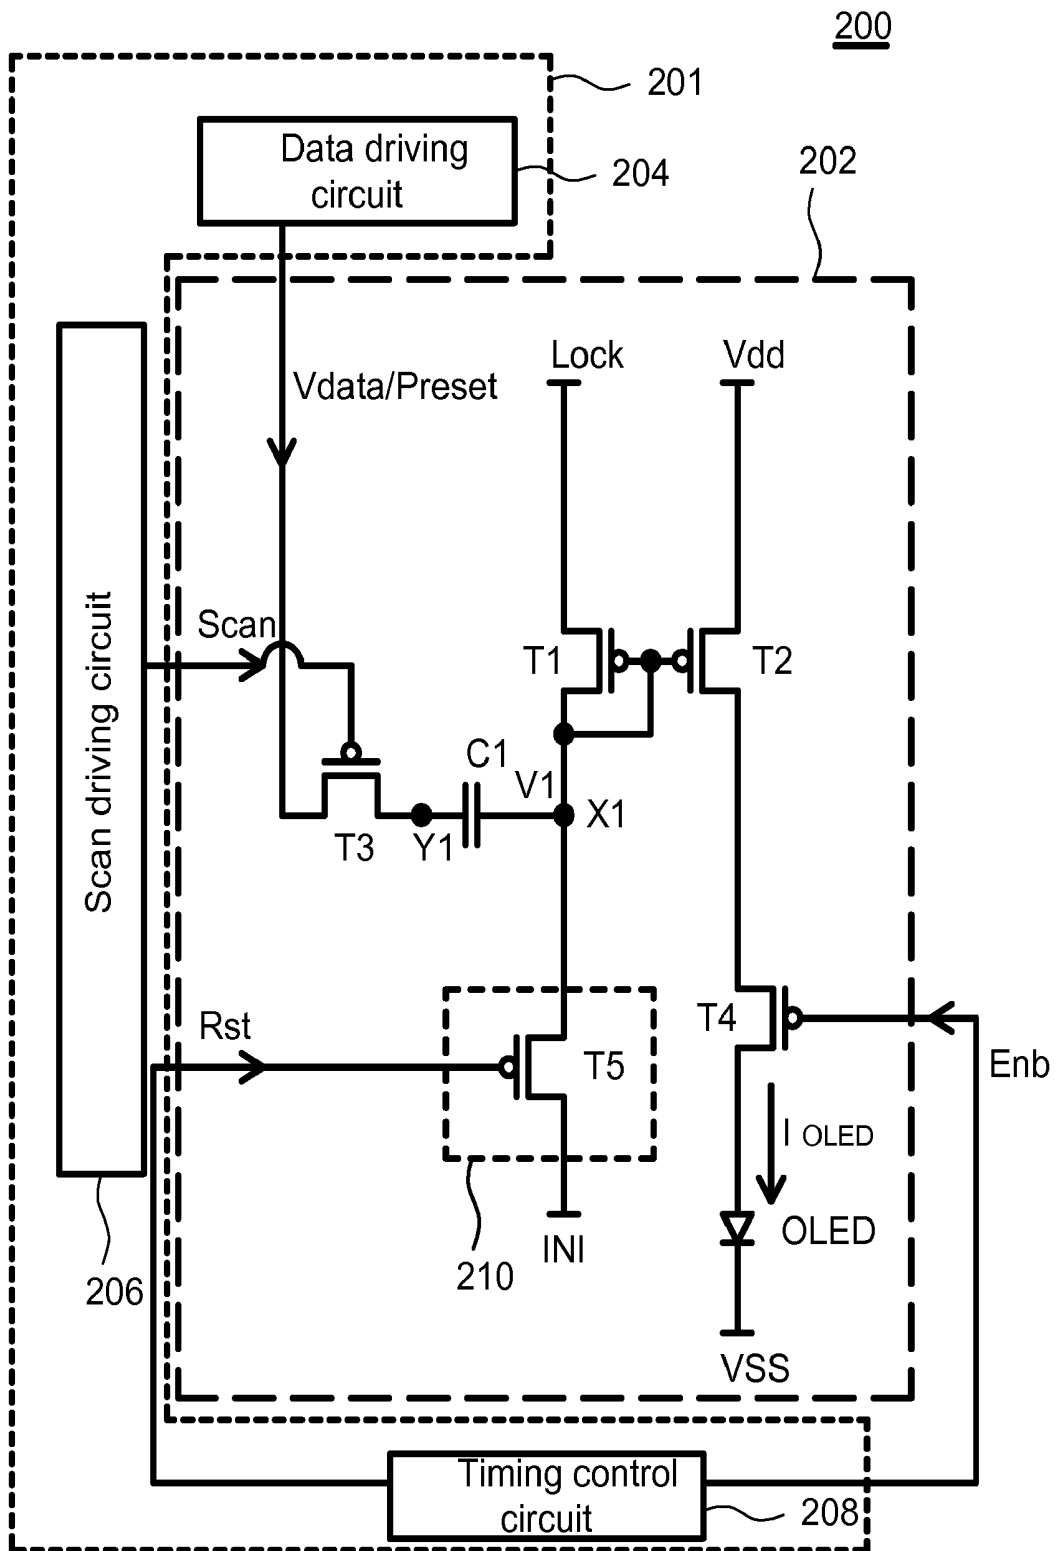 200
201
Data driving
circuit
204
202
Lock
Vdd
Vdata/Preset
Scan
T1
T2
C1
V1
X1
T3
Y1
Scan driving circuit
Rst
T5
T4
Enb
I OLED
OLED
INI
210
206
VSS
Timing control
circuit
208